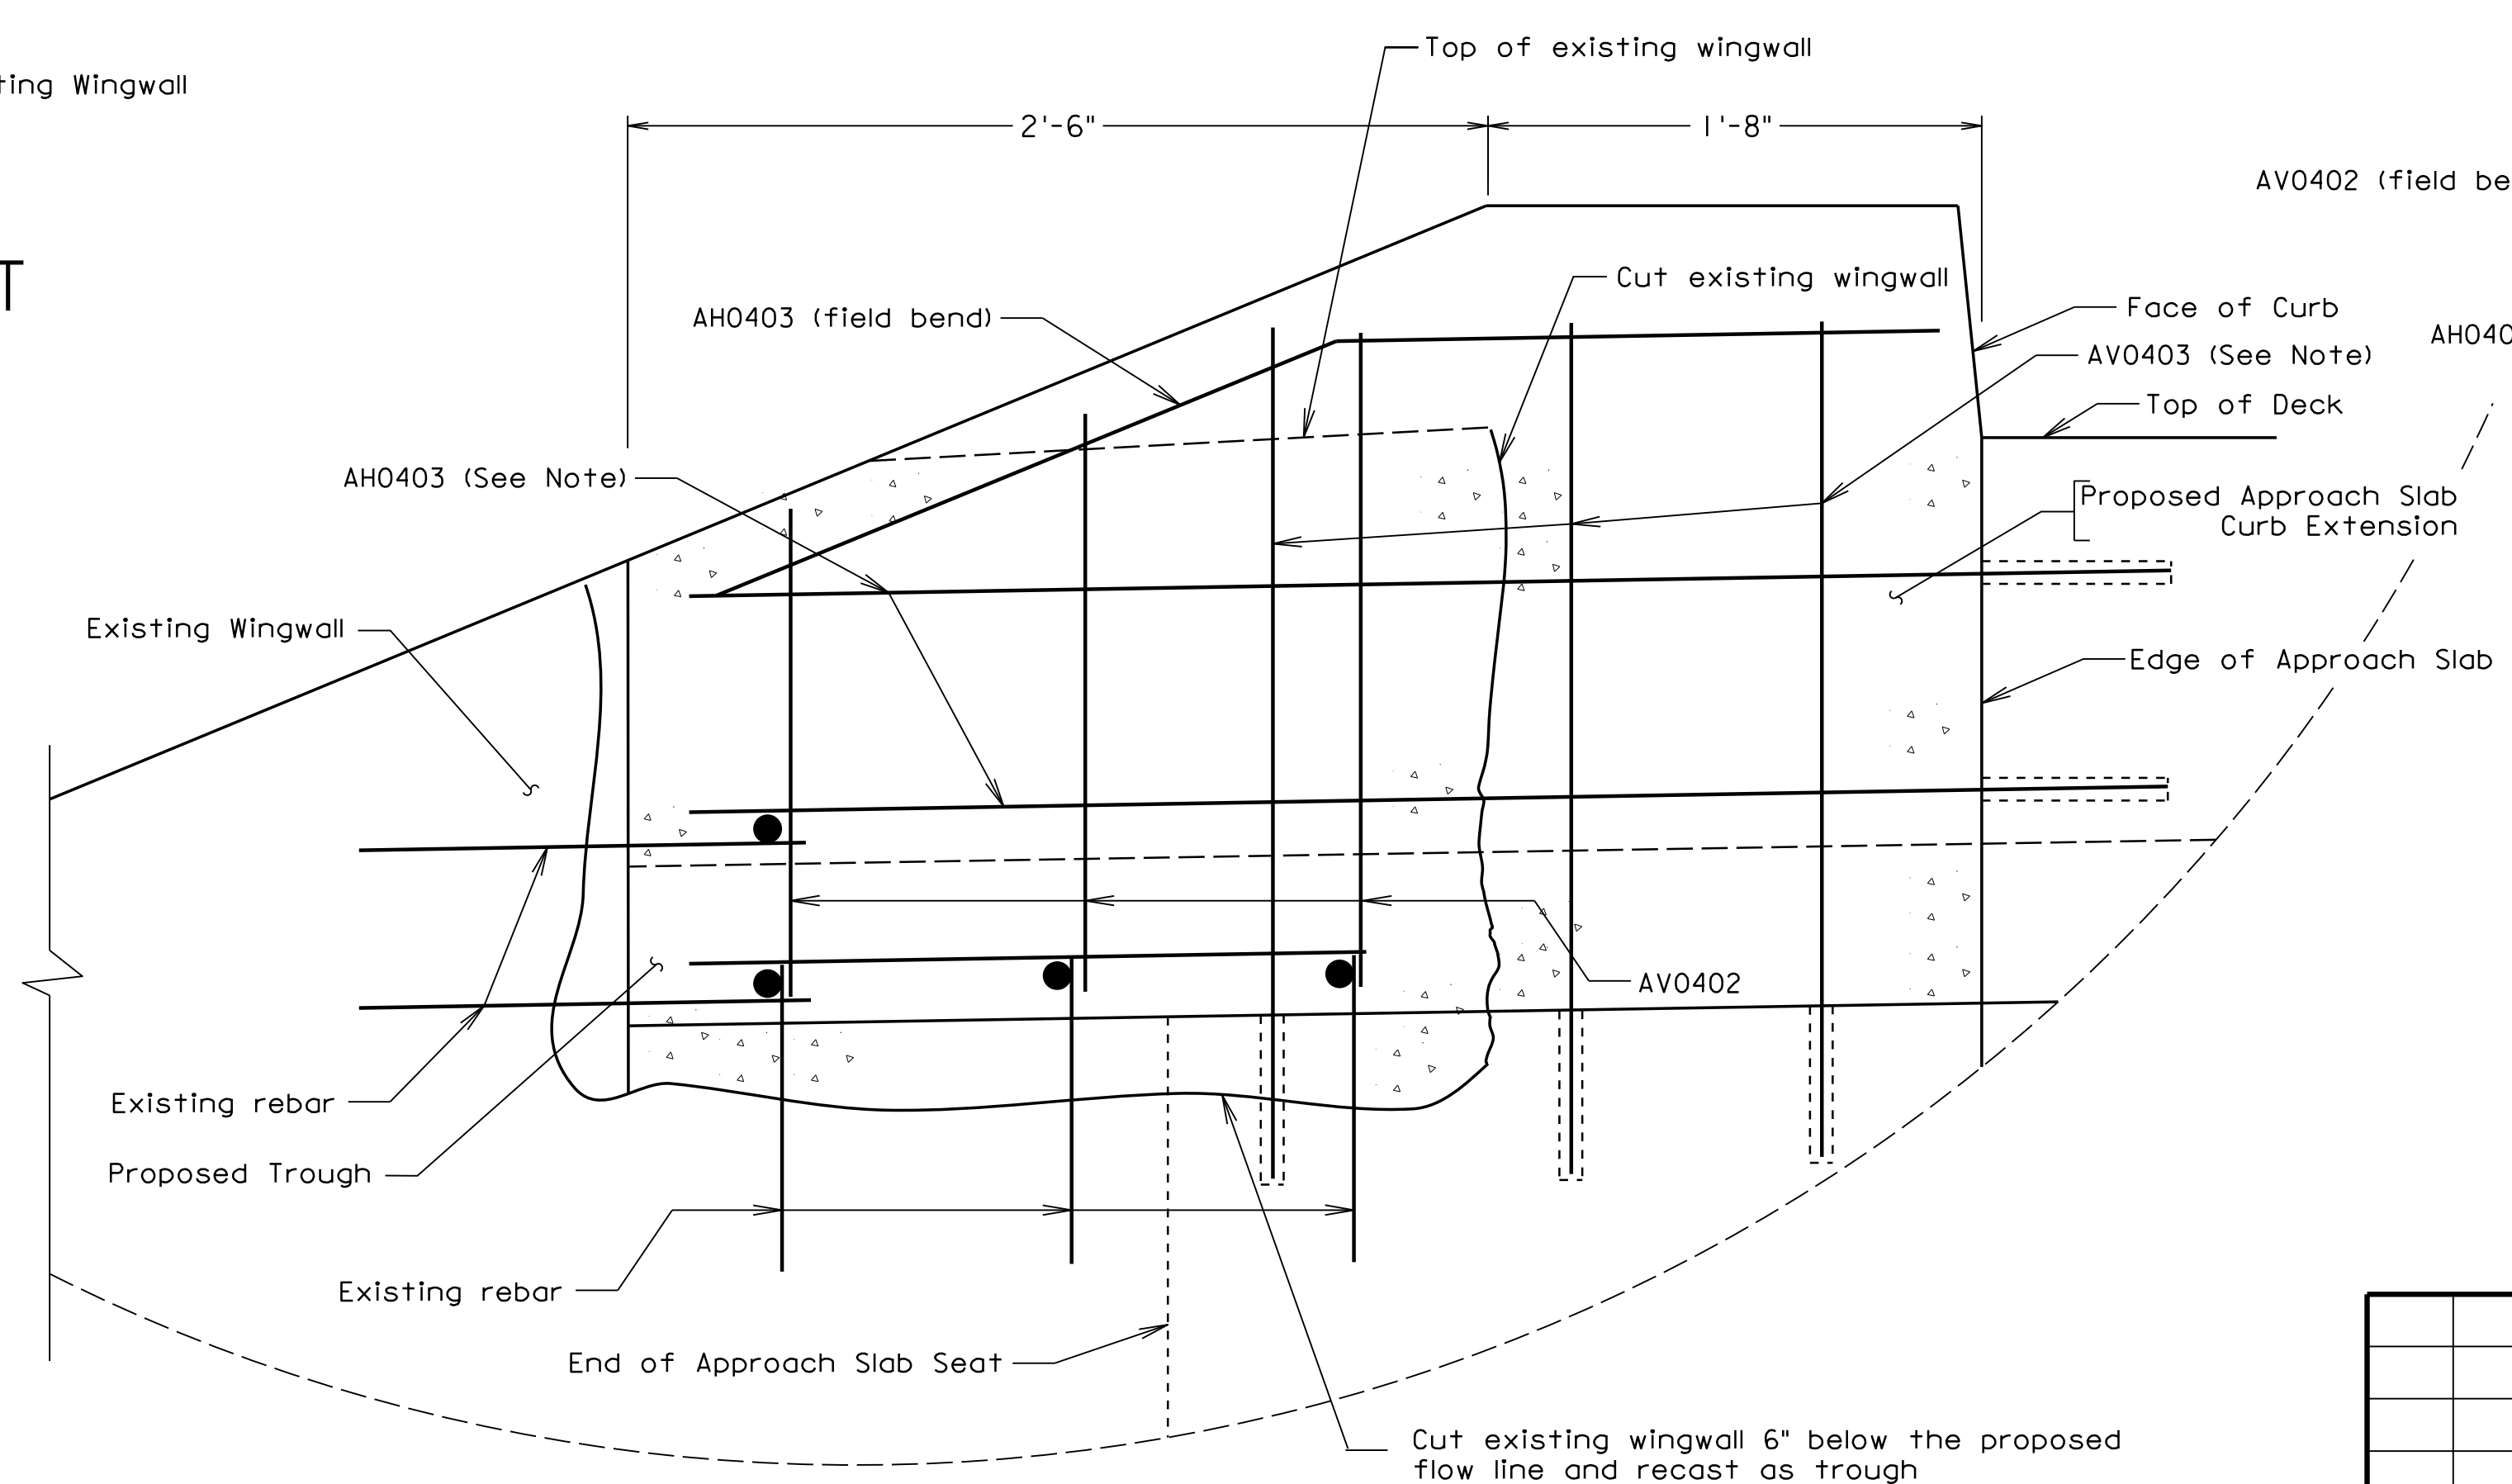 Top of existing wingwall
Wingwall
2'-6"
1'-8"
AV0402 (field
T
Cut existing wingwall
AH0403 (field bend)
Face of Curb
AV0403 (See Note)
Top of Deck
AH0403 (See Note)
Proposed Approach Slab
Curb Extension
Existing Wingwall
Edge of Approach Slab
AV0402
Existing rebar
Proposed Trough
Existing rebar
End of Approach Slab Seat
Cut existing wingwall 6" below the proposed
flow line and recast as trough